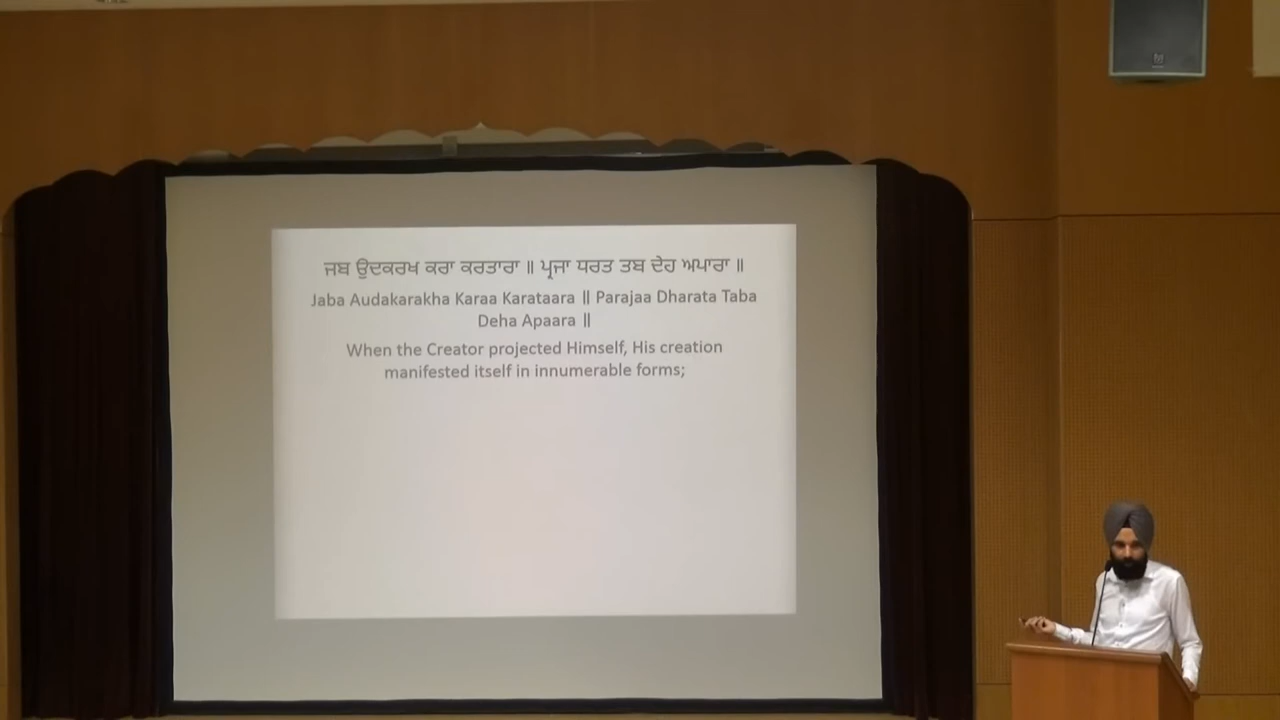 ਜਬ ਉਦਕਰਖ ਕਰਾ ਕਰਤਾਰਾ ॥ ਪ੍ਰਜਾ ਧਰਤ ਤਬ ਦੇਹ ਅਪਾਰਾ ॥
Jaba Audakarakha Karaa Karataara ॥ Parajaa Dharata Taba
Deha Apaara ॥
When the Creator projected Himself, His creation
manifested itself in innumerable forms;